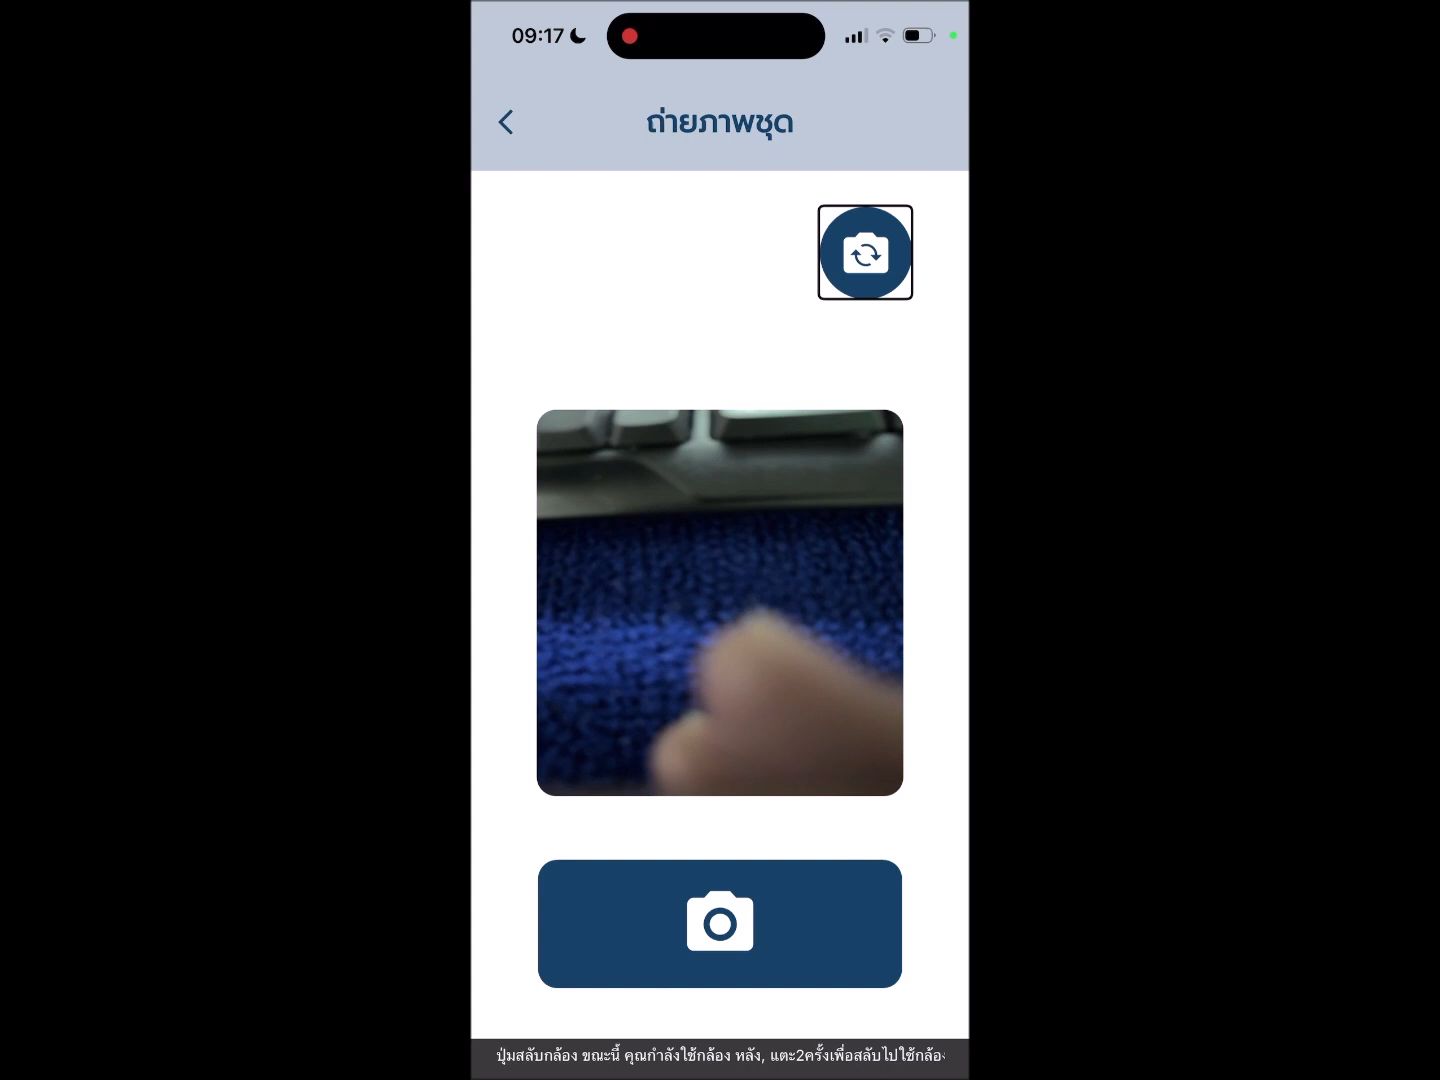 09:17
ถ่ายภาพชุด
ปุ่มสลับกล้อง ขณะนี้ คุณกำลังใช้กล้อง หลัง, แตะ2ครั้งเพื่อสลับไปใช้กล้อง